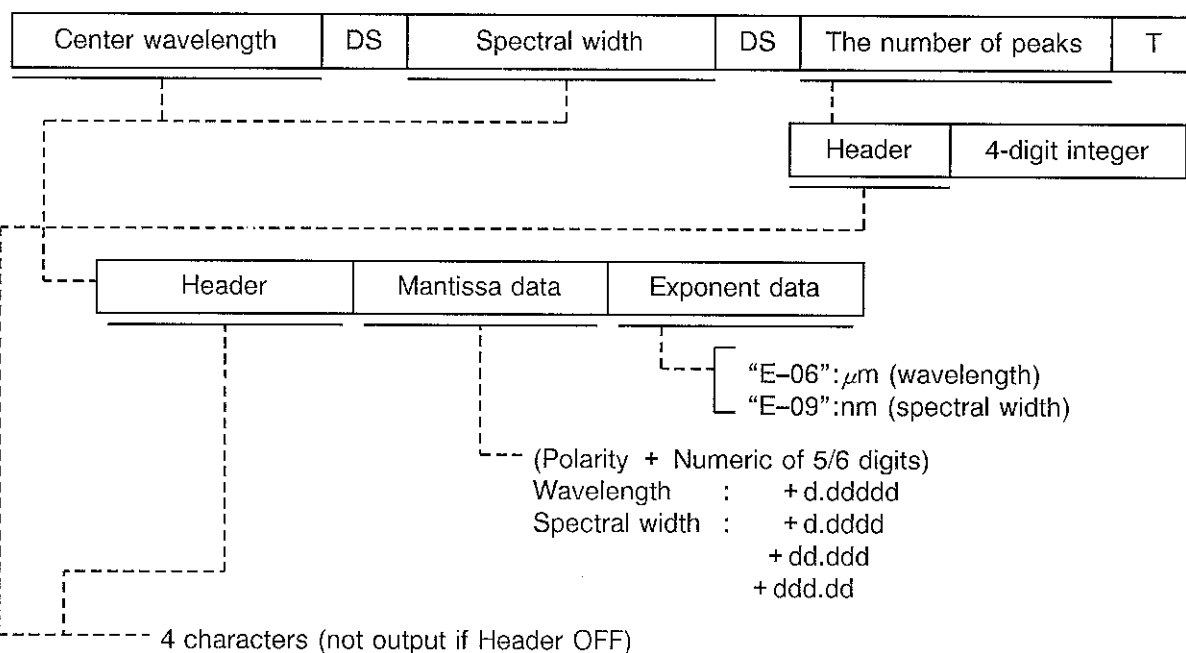 Center wavelength DS Spectral width DS The number of peaks T
Header 4-digit integer
Header Mantissa data Exponent data
“E–06”:μm (wavelength)
“E–09”:nm (spectral width)
(Polarity + Numeric of 5/6 digits)
Wavelength : +d.ddddd
Spectral width : +d.dddd
+dd.ddd
+ddd.dd
4 characters (not output if Header OFF)